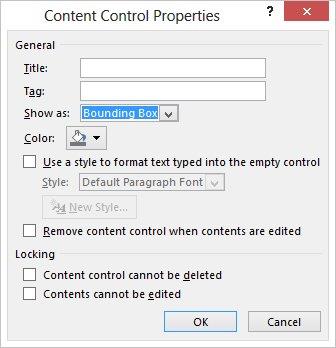 Content Control Properties ?
General
Title:
Tag:
Show as: Bounding Box
Color:
Use a style to format text typed into the empty control
Style: Default Paragraph Font
New Style...
Remove content control when contents are edited
Locking
Content control cannot be deleted
Contents cannot be edited
OK Cancel